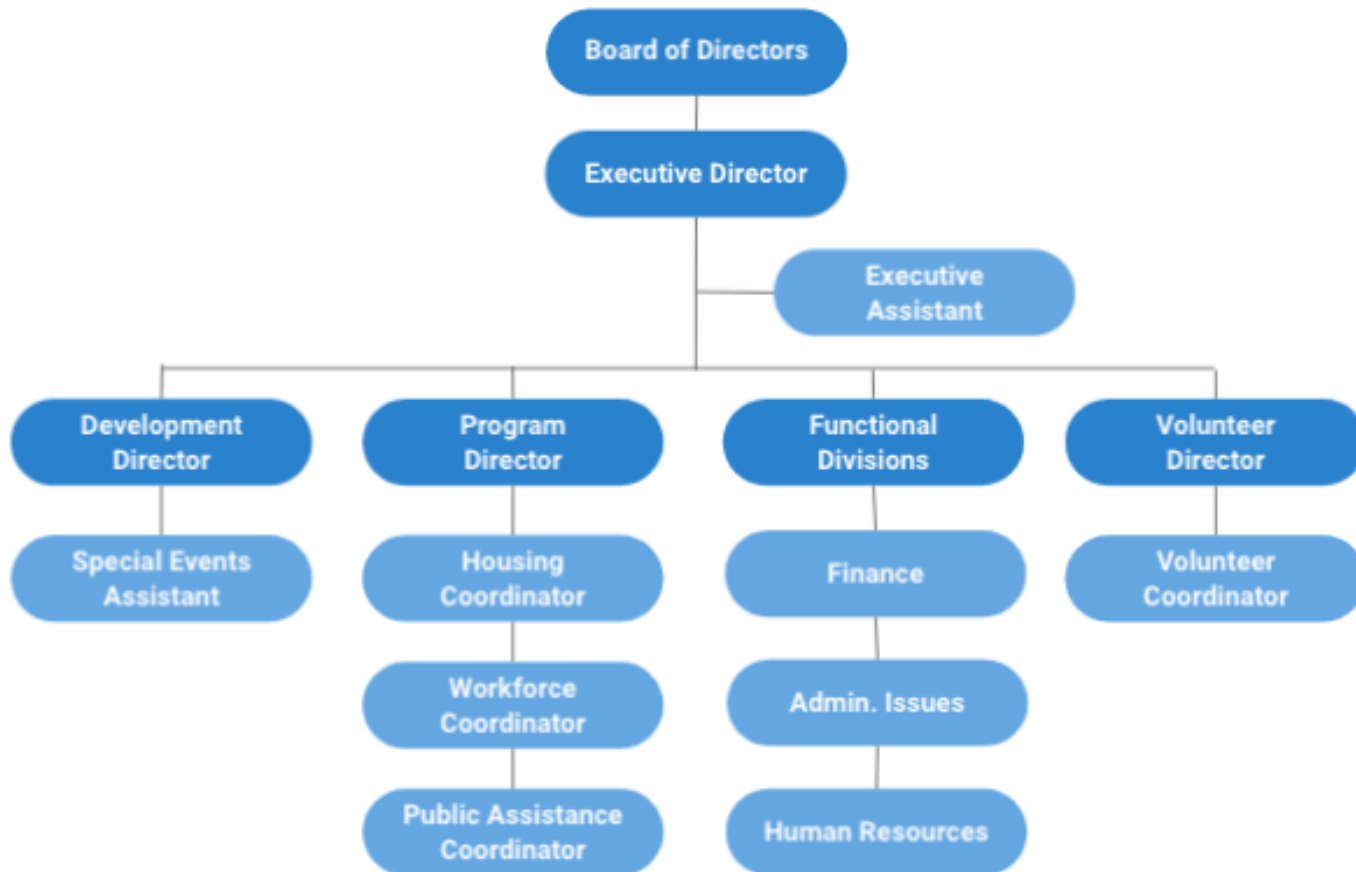 Board of Directors
Executive Director
Executive
Assistant
Development
Director
Program
Director
Functional
Divisions
Volunteer
Director
Special Events
Assistant
Housing
Coordinator
Finance
Volunteer
Coordinator
Workforce
Coordinator
Admin. Issues
Public Assistance
Coordinator
Human Resources